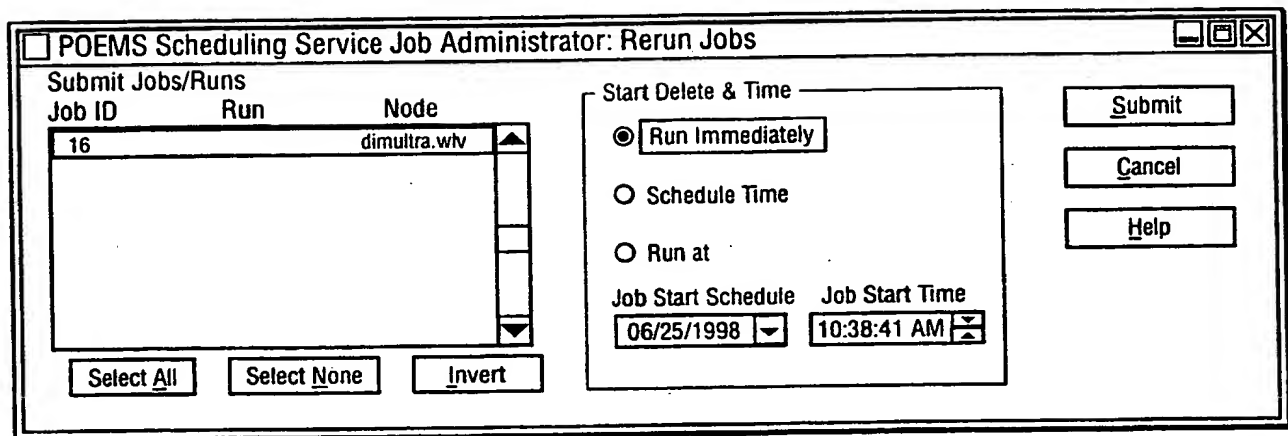 POEMS Scheduling Service Job Administrator: Rerun Jobs
Submit Jobs/Runs
Job ID Run Node
16 dimultra.wlv
Select All Select None Invert
Start Delete & Time
Run Immediately
Schedule Time
Run at
Job Start Schedule Job Start Time
06/25/1998 10:38:41 AM
Submit
Cancel
Help